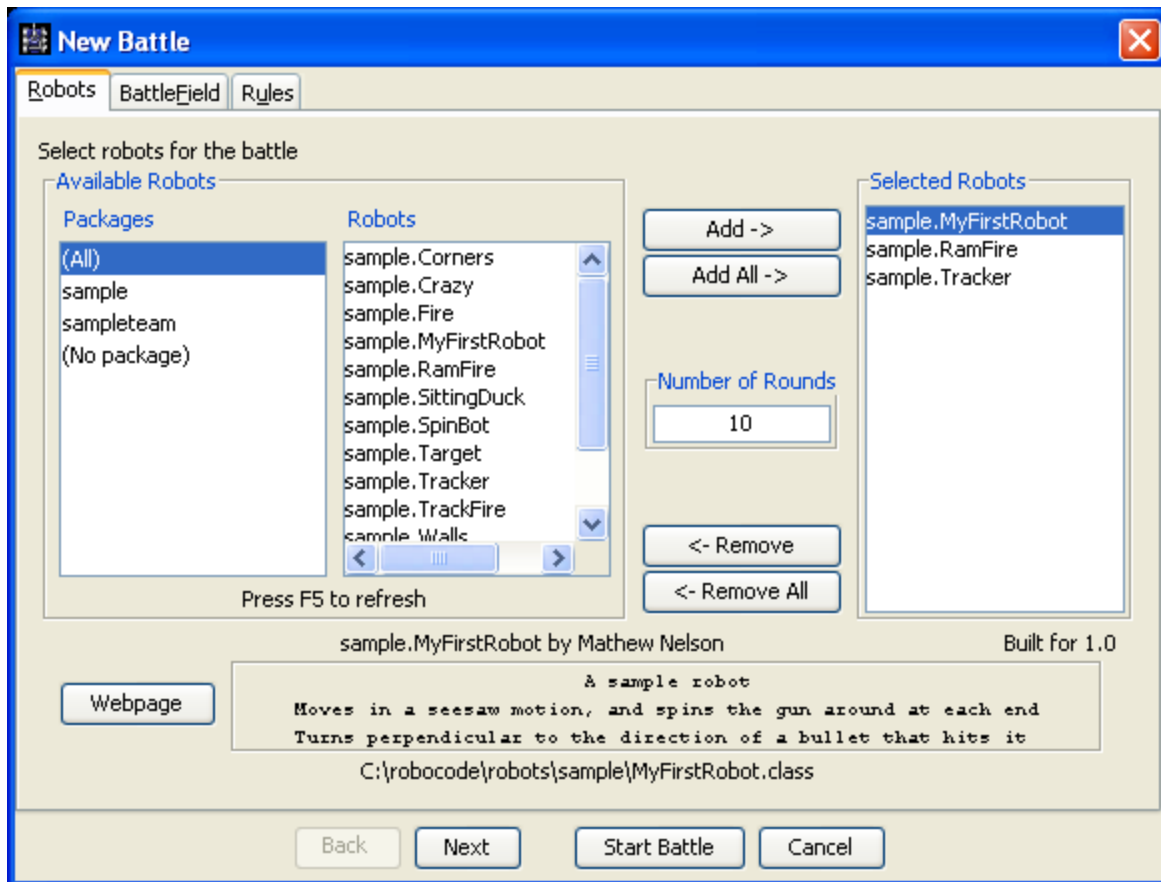 New Battle
Robots
BattleField
Rules
Select robots for the battle
Available Robots
Packages
(All)
sample
sampleteam
(No package)
Robots
sample.Corners
sample.Crazy
sample.Fire
sample.MyFirstRobot
sample.RamFire
sample.SittingDuck
sample.SpinBot
sample.Target
sample.Tracker
sample.TrackFire
sample.Walls
Press F5 to refresh
Add ->
Add All ->
Number of Rounds
10
<- Remove
<- Remove All
Selected Robots
sample.MyFirstRobot
sample.RamFire
sample.Tracker
sample.MyFirstRobot by Mathew Nelson
Built for 1.0
Webpage
A sample robot
Moves in a seesaw motion, and spins the gun around at each end
Turns perpendicular to the direction of a bullet that hits it
C:\robocode\robots\sample\MyFirstRobot.class
Back
Next
Start Battle
Cancel